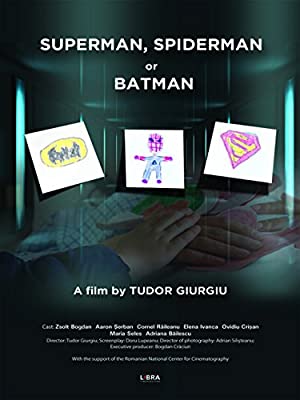 SUPERMAN, SPIDERMAN
or
BATMAN
A film by TUDOR GIURGIU
Cast: Zsolt Bogdan Aaron Șerban Cornel Răileanu Elena Ivanca Ovidiu Crișan
Maria Seleș Adriana Băilescu
Director: Tudor Giurgiu, Screenplay: Doru Lupeanu, Director of photography: Adrian Silișteanu,
Executive producer: Bogdan Crăciun
With the support of the Romanian National Center for Cinematography
LIBRA